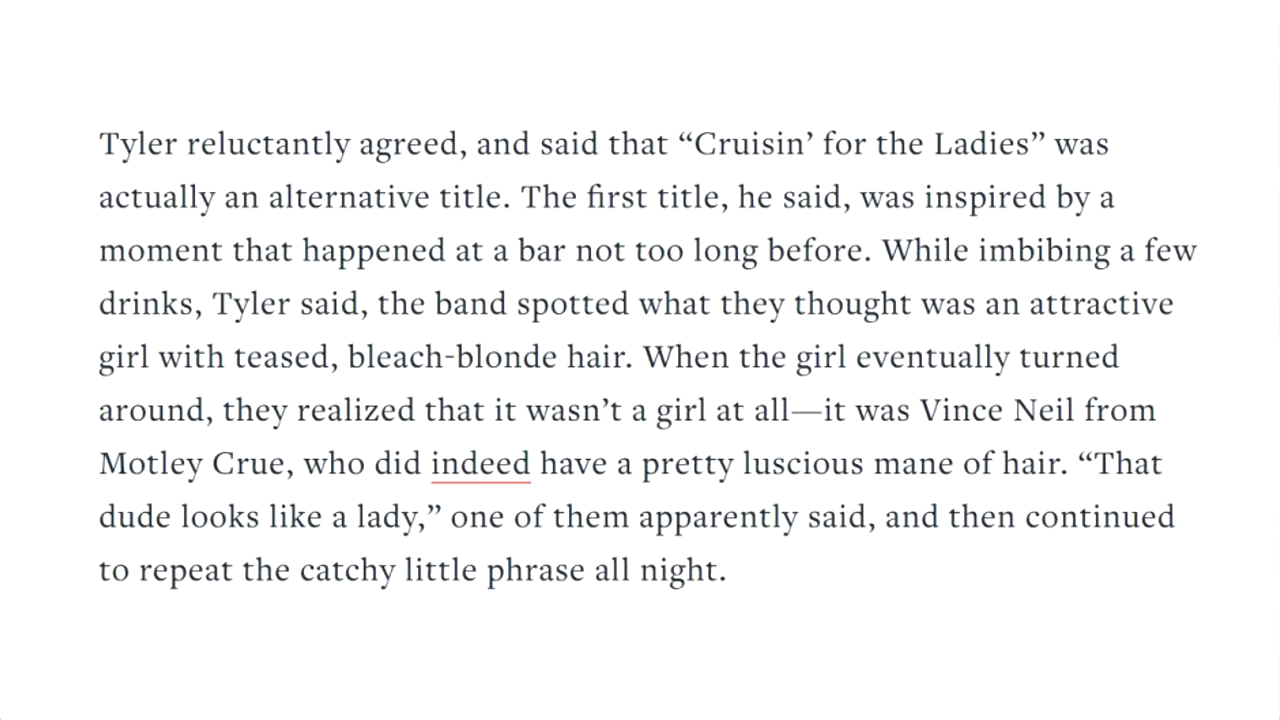 Tyler reluctantly agreed, and said that “Cruisin’ for the Ladies” was
actually an alternative title. The first title, he said, was inspired by a
moment that happened at a bar not too long before. While imbibing a few
drinks, Tyler said, the band spotted what they thought was an attractive
girl with teased, bleach-blonde hair. When the girl eventually turned
around, they realized that it wasn’t a girl at all—it was Vince Neil from
Motley Crue, who did indeed have a pretty luscious mane of hair. “That
dude looks like a lady,” one of them apparently said, and then continued
to repeat the catchy little phrase all night.